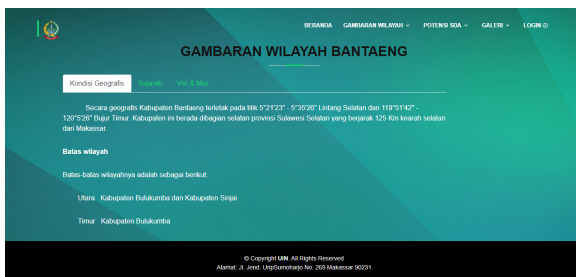 BERANDA GAMBARAN WILAYAH POTENSI SDA GALERI LOGIN
GAMBARAN WILAYAH BANTAENG
Kondisi Geografis Sejarah Visi & Misi
Secara geografis Kabupaten Bantaeng terletak pada titik 5°21'23" - 5°35'26" Lintang Selatan dan 119°51'42" -
120°5'26" Bujur Timur. Kabupaten ini berada dibagian selatan provinsi Sulawesi Selatan yang berjarak 125 Km kearah selatan
dari Makassar.
Batas wilayah
Batas-batas wilayahnya adalah sebagai berikut:
Utara Kabupaten Bulukumba dan Kabupaten Sinjai
Timur Kabupaten Bulukumba
© Copyright UIN. All Rights Reserved
Alamat: Jl. Jend. UripSumoharjo No. 269 Makassar 90231